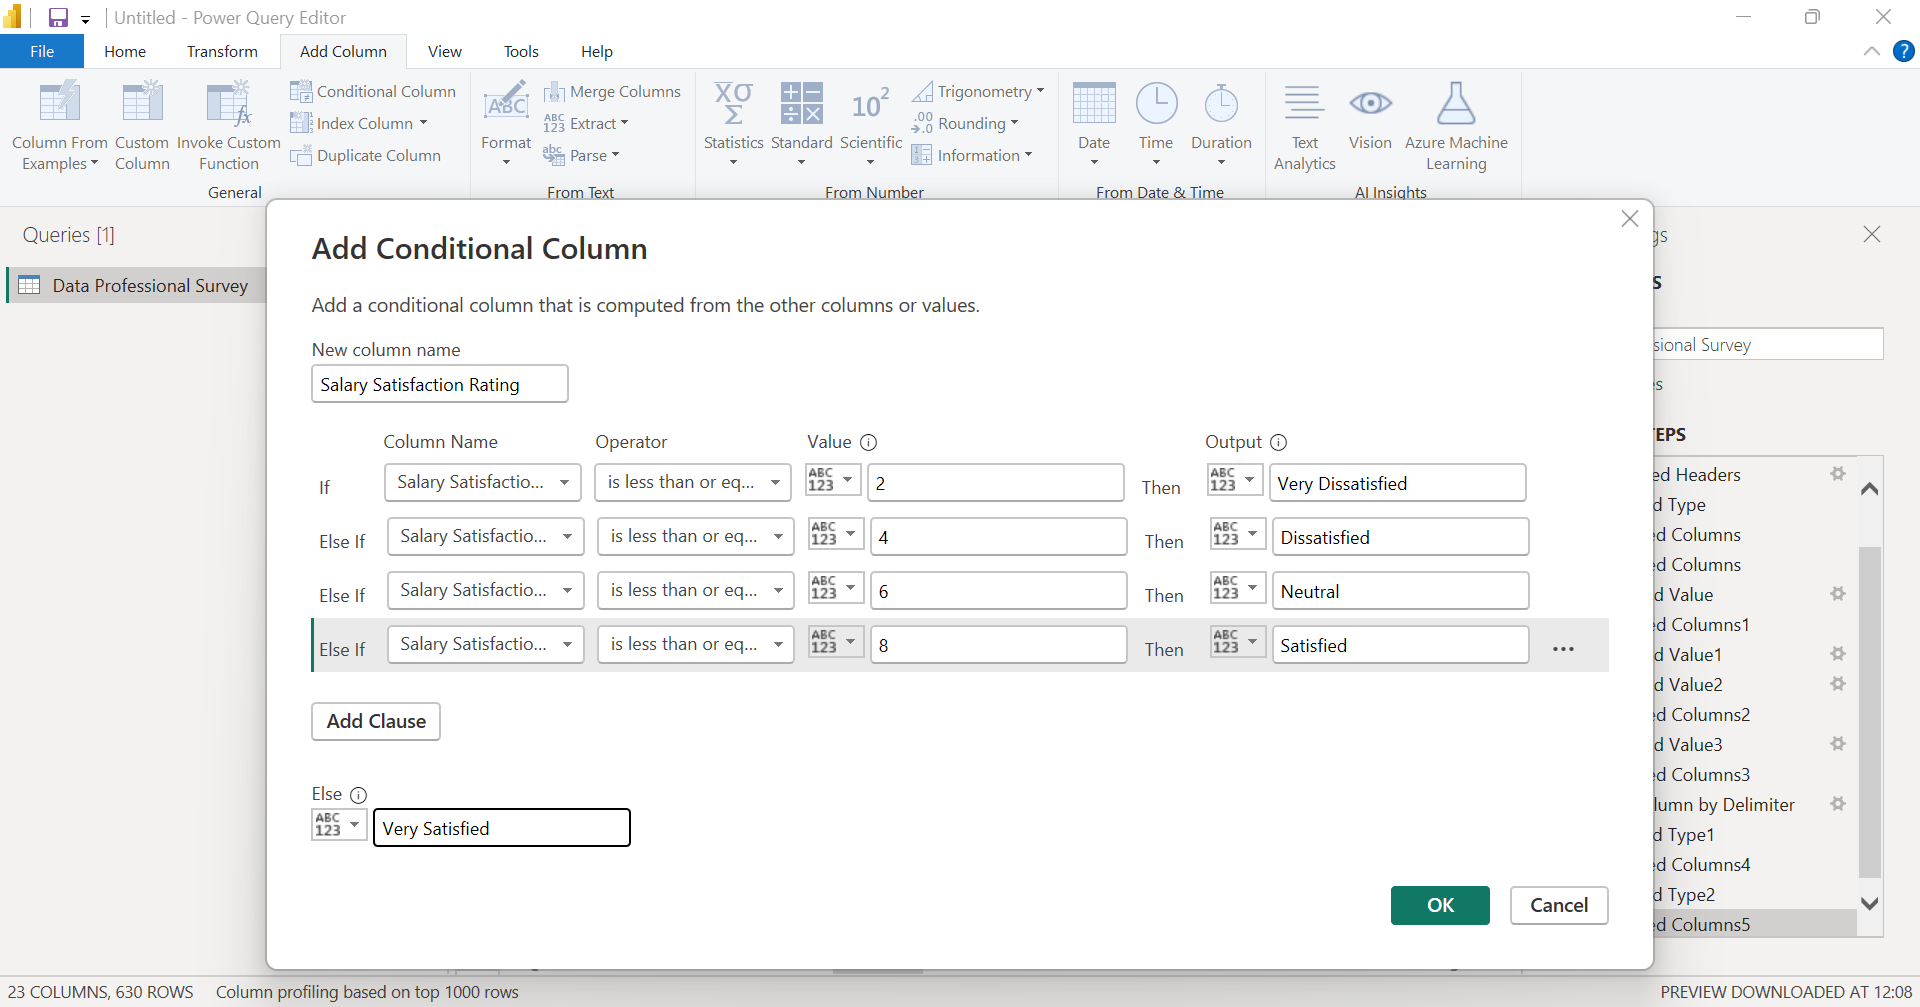 Untitled - Power Query Editor
File Home Transform Add Column View Tools Help
Column From Examples
Custom Column
Invoke Custom Function
Conditional Column
Index Column
Duplicate Column
General
Format
Merge Columns
ABC 123 Extract
abc Parse
From Text
Statistics
Standard
10² Scientific
Trigonometry
Rounding
Information
From Number
Date
Time
Duration
From Date & Time
Text Analytics
Vision
Azure Machine Learning
AI Insights
Queries [1]
Data Professional Survey
Add Conditional Column
Add a conditional column that is computed from the other columns or values.
New column name
Salary Satisfaction Rating
Column Name Operator Value Output
If Salary Satisfactio... is less than or eq... ABC 123 2 Then ABC 123 Very Dissatisfied
Else If Salary Satisfactio... is less than or eq... ABC 123 4 Then ABC 123 Dissatisfied
Else If Salary Satisfactio... is less than or eq... ABC 123 6 Then ABC 123 Neutral
Else If Salary Satisfactio... is less than or eq... ABC 123 8 Then ABC 123 Satisfied ...
Add Clause
Else
ABC 123 Very Satisfied
OK Cancel
gs
S
sional Survey
es
TEPS
ed Headers
d Type
ed Columns
ed Columns
d Value
ed Columns1
d Value1
d Value2
ed Columns2
d Value3
ed Columns3
lumn by Delimiter
d Type1
ed Columns4
d Type2
ed Columns5
23 COLUMNS, 630 ROWS Column profiling based on top 1000 rows PREVIEW DOWNLOADED AT 12:08